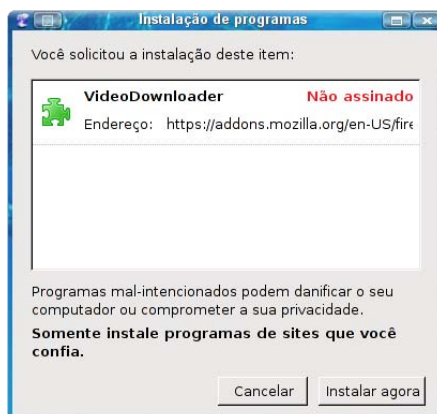 Instalação de programas
Você solicitou a instalação deste item:
VideoDownloader Não assinado
Endereço: https://addons.mozilla.org/en-US/fire
Programas mal-intencionados podem danificar o seu
computador ou comprometer a sua privacidade.
Somente instale programas de sites que você
confia.
Cancelar Instalar agora